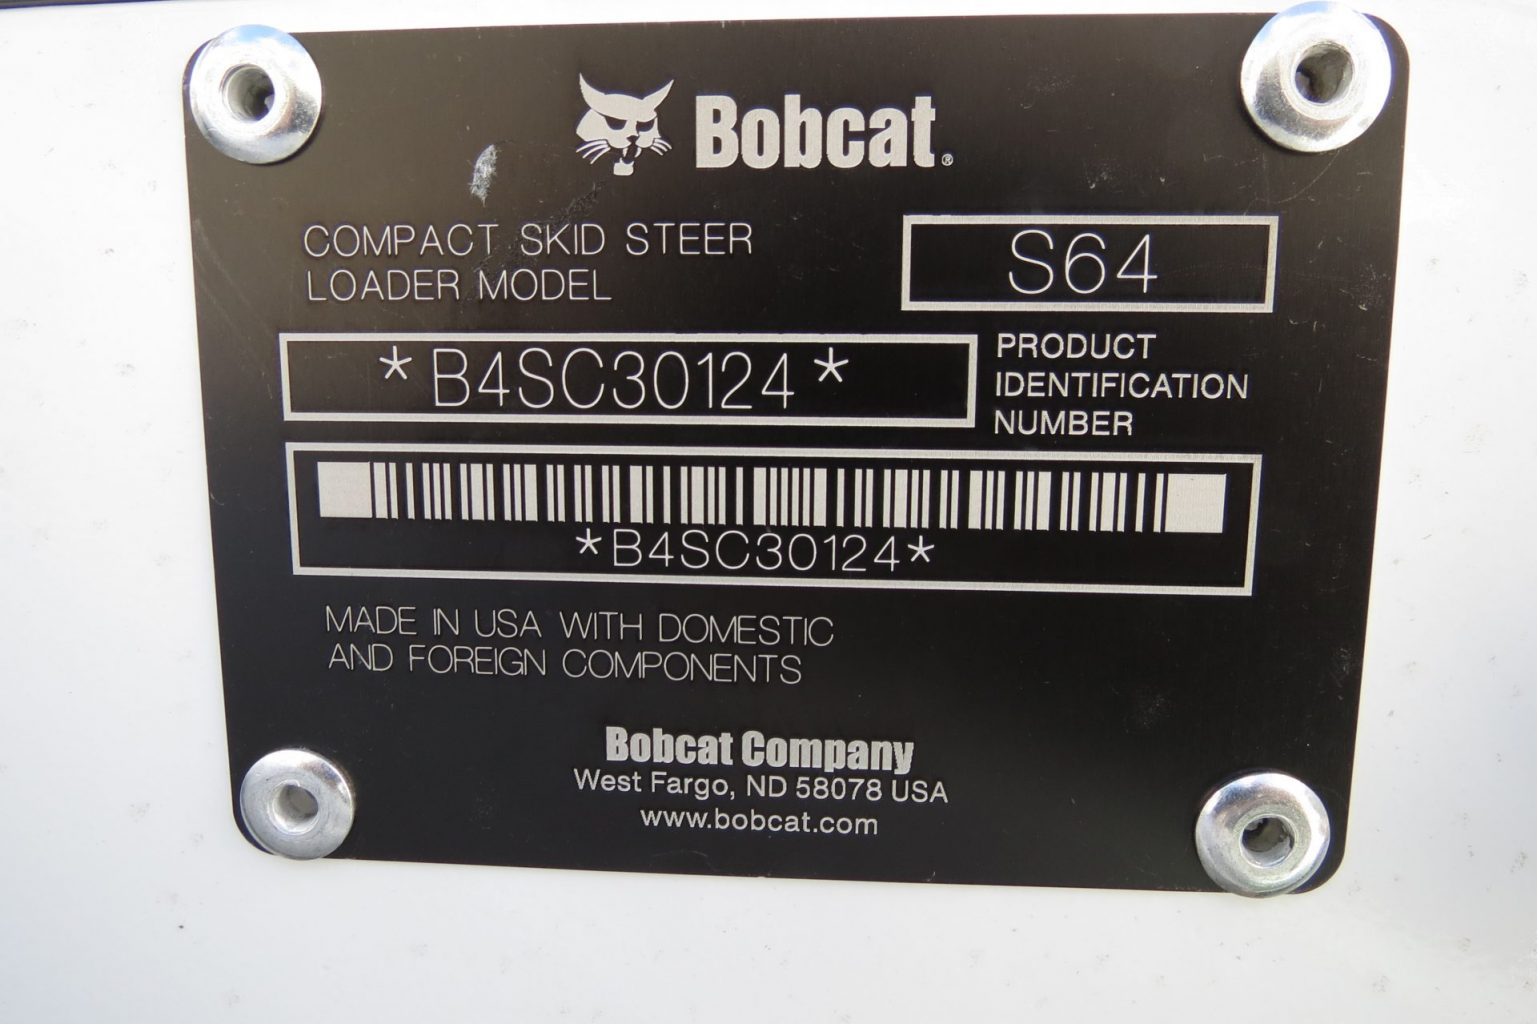 Bobcat®
COMPACT SKID STEER
LOADER MODEL
S64
*B4SC30124*
PRODUCT
IDENTIFICATION
NUMBER
*B4SC30124*
MADE IN USA WITH DOMESTIC
AND FOREIGN COMPONENTS
Bobcat Company
West Fargo, ND 58078 USA
www.bobcat.com